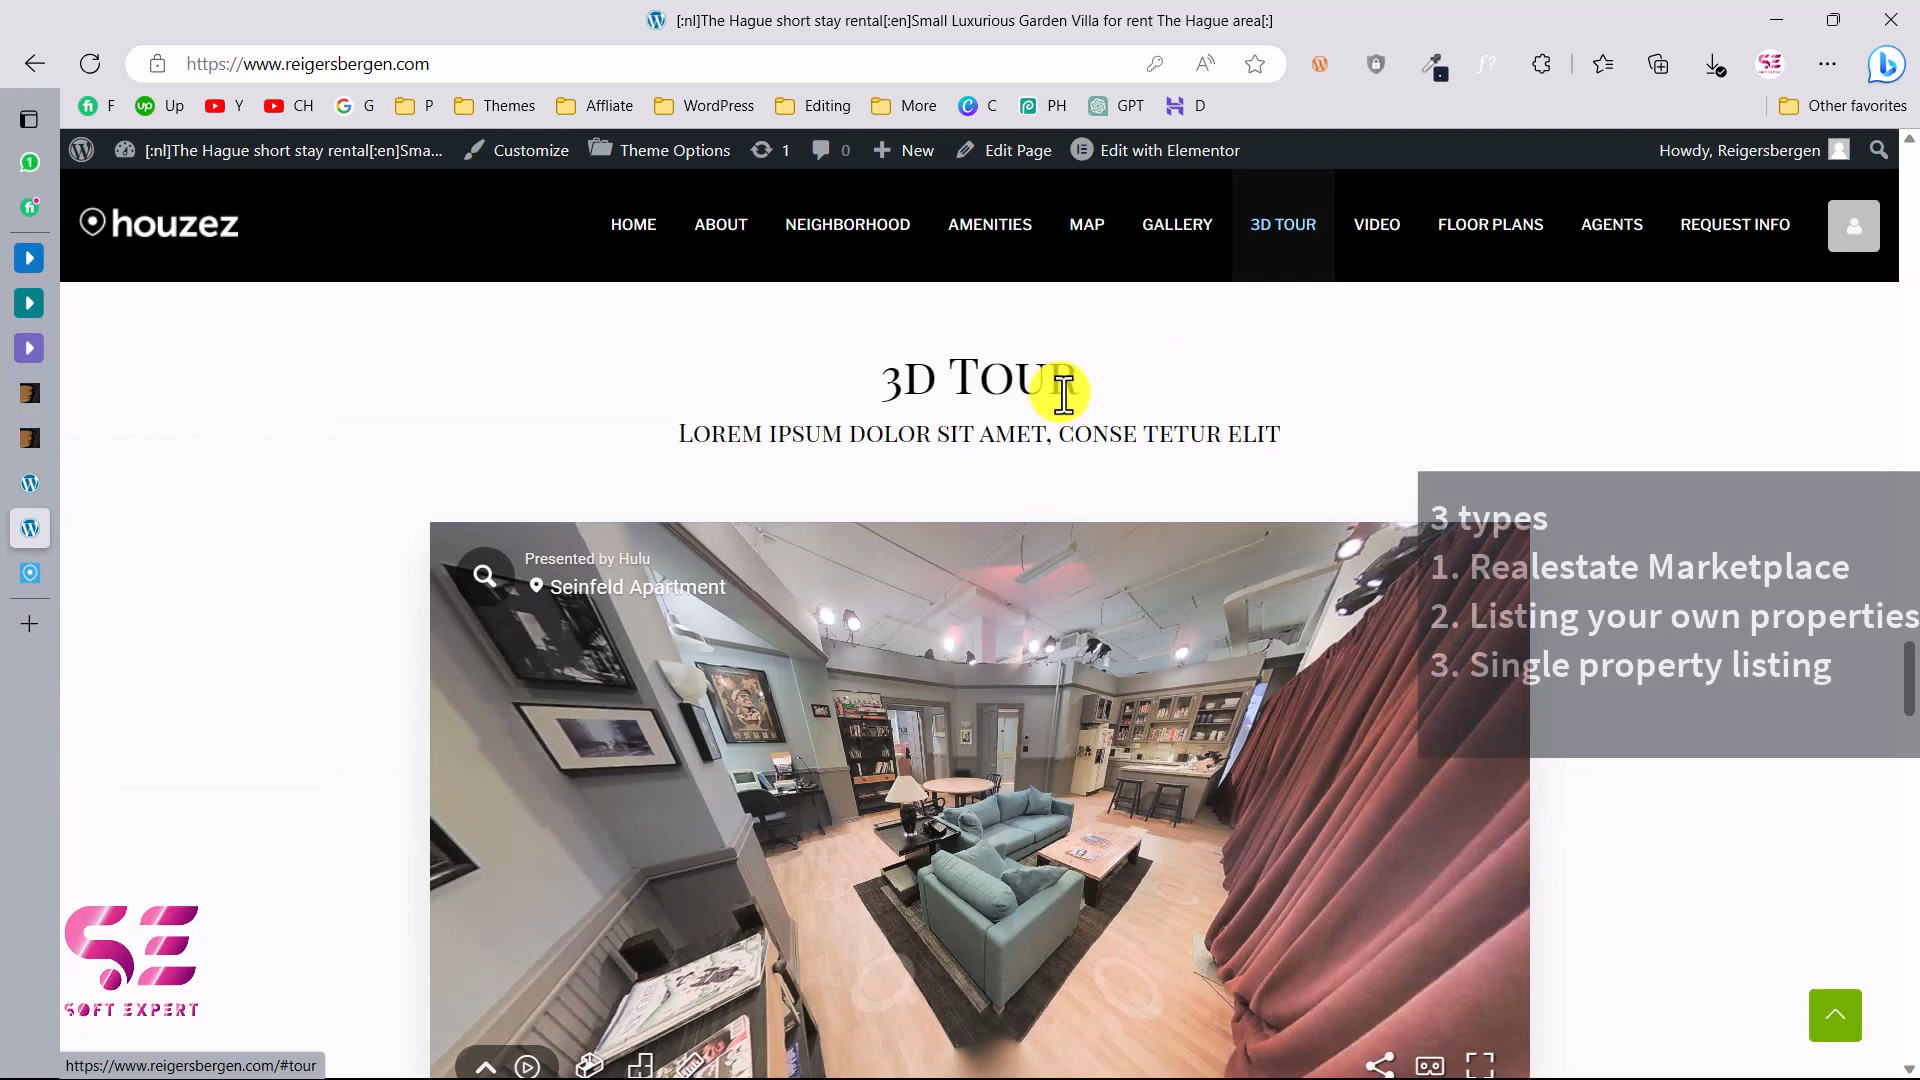 [:nl]The Hague short stay rental[:en]Small Luxurious Garden Villa for rent The Hague area[:]
https://www.reigersbergen.com
F
Up
Y
CH
G
P
Themes
Affliate
WordPress
Editing
More
C
PH
GPT
D
Other favorites
[:nl]The Hague short stay rental[:en]Sma...
Customize
Theme Options
1
0
New
Edit Page
Edit with Elementor
Howdy, Reigersbergen
houzez
HOME
ABOUT
NEIGHBORHOOD
AMENITIES
MAP
GALLERY
3D TOUR
VIDEO
FLOOR PLANS
AGENTS
REQUEST INFO
3D Tour
Lorem ipsum dolor sit amet, conse tetur elit
3 types
1. Realestate Marketplace
2. Listing your own properties
3. Single property listing
Presented by Hulu
Seinfeld Apartment
SE
SOFT EXPERT
https://www.reigersbergen.com/#tour